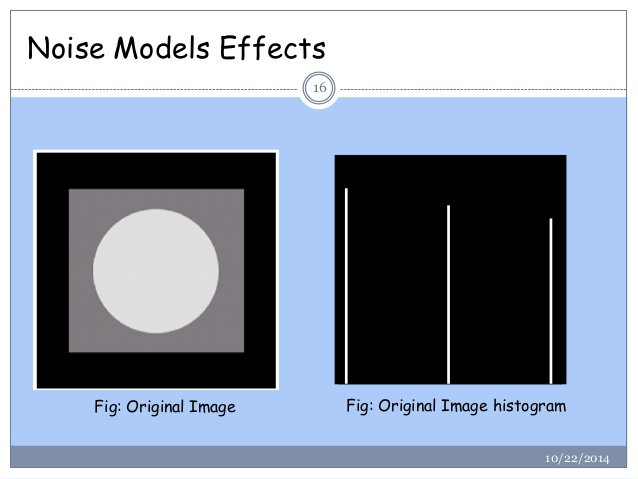 Noise Models Effects
16
Fig: Original Image
Fig: Original Image histogram
10/22/2014